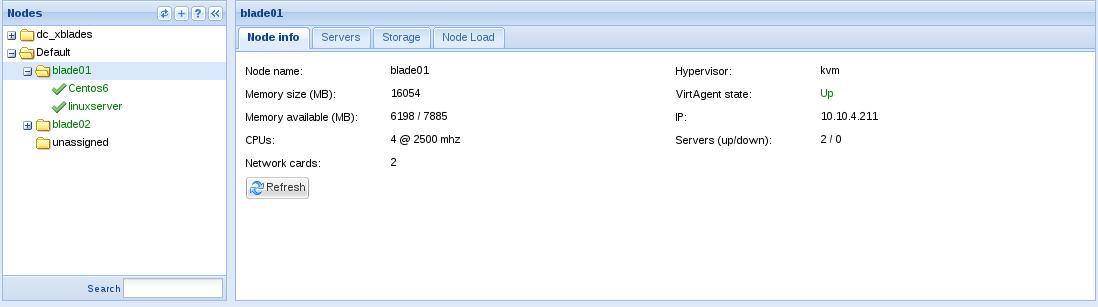 Nodes
dc_xblades
Default
blade01
Centos6
linuxserver
blade02
unassigned
Search
blade01
Node info Servers Storage Node Load
Node name: blade01 Hypervisor: kvm
Memory size (MB): 16054 VirtAgent state: Up
Memory available (MB): 6198 / 7885 IP: 10.10.4.211
CPUs: 4 @ 2500 mhz Servers (up/down): 2 / 0
Network cards: 2
Refresh